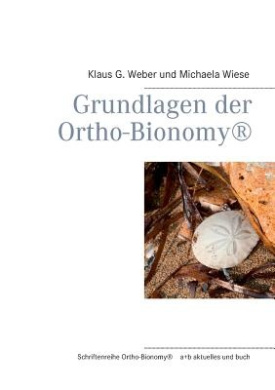 Klaus G. Weber und Michaela Wiese
Grundlagen der
Ortho-Bionomy®
Schriftenreihe Ortho-Bionomy® a+b aktuelles und buch